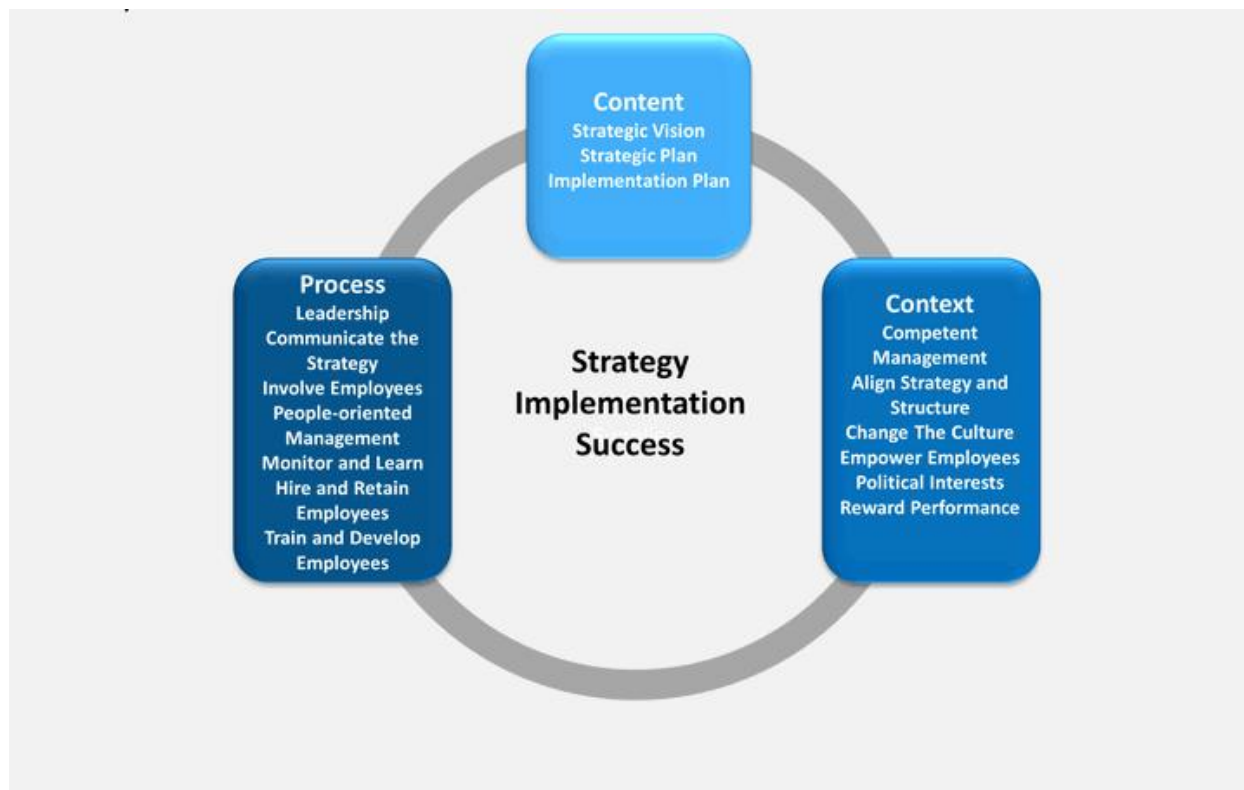 Content
Strategic Vision
Strategic Plan
Implementation Plan
Process
Leadership
Communicate the
Strategy
Involve Employees
People-oriented
Management
Monitor and Learn
Hire and Retain
Employees
Train and Develop
Employees
Strategy
Implementation
Success
Context
Competent
Management
Align Strategy and
Structure
Change The Culture
Empower Employees
Political Interests
Reward Performance